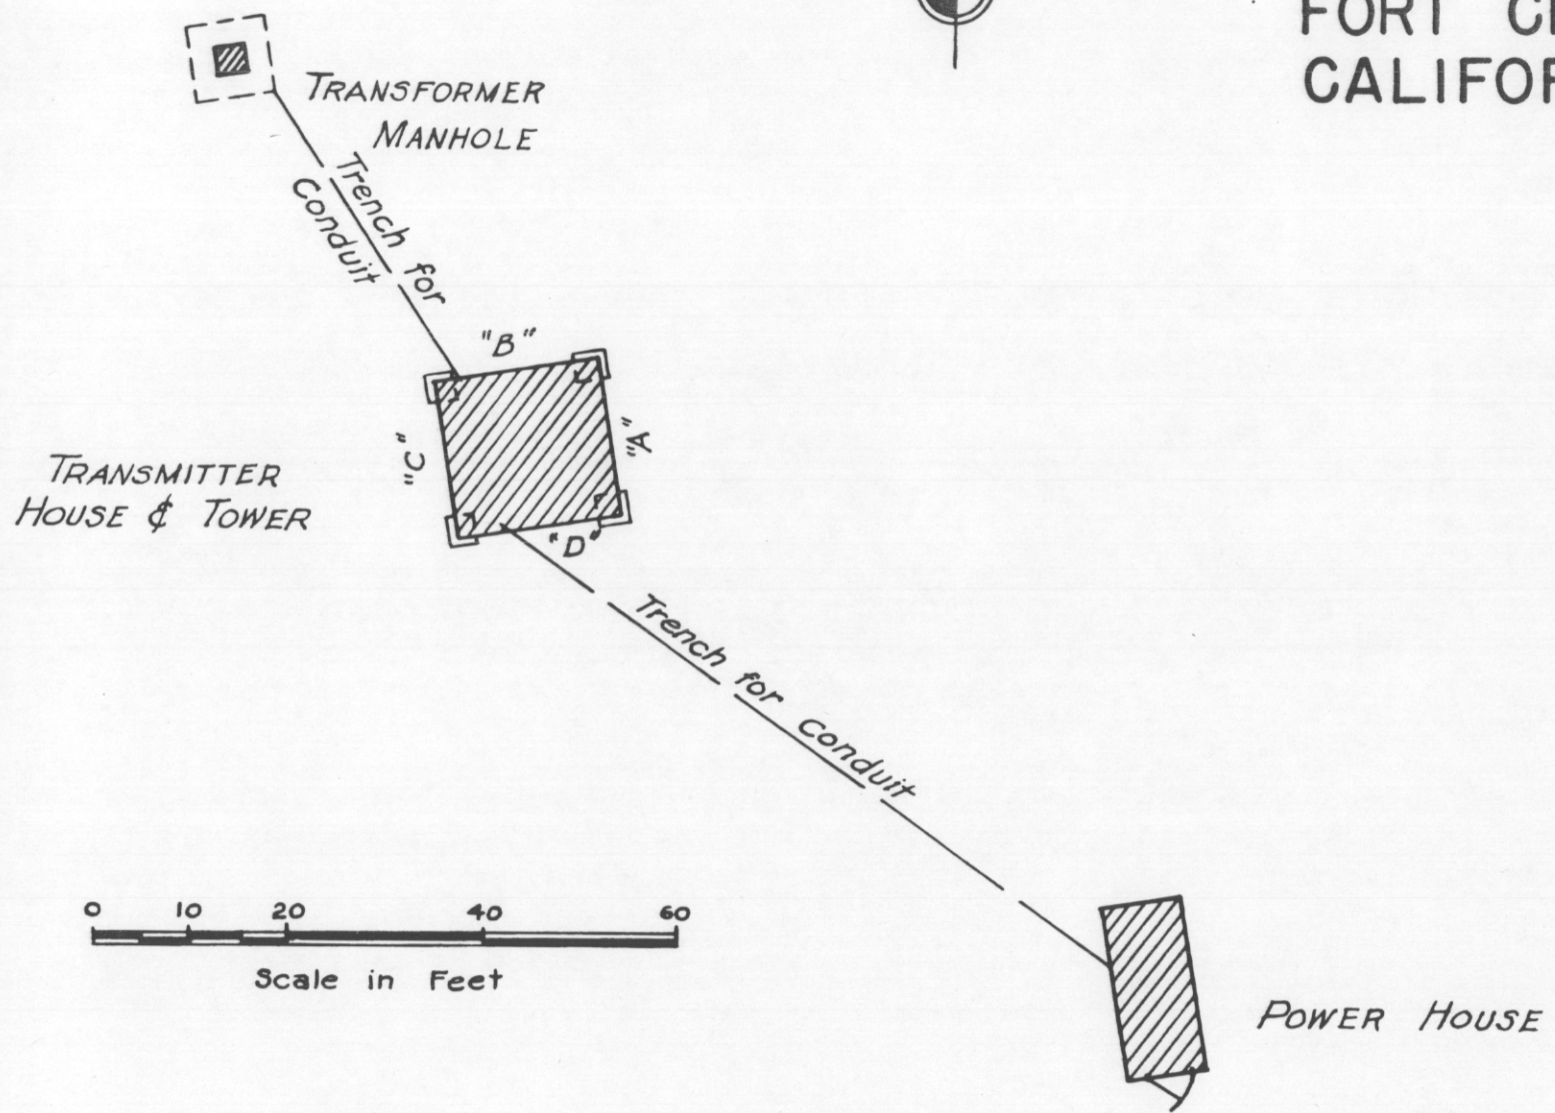 FORT
CALIFOR
TRANSFORMER
MANHOLE
Trench for
Conduit
"B"
"A"
"C"
TRANSMITTER
HOUSE & TOWER
"D"
Trench for Conduit
0 10 20 40 60
Scale in Feet
POWER HOUSE